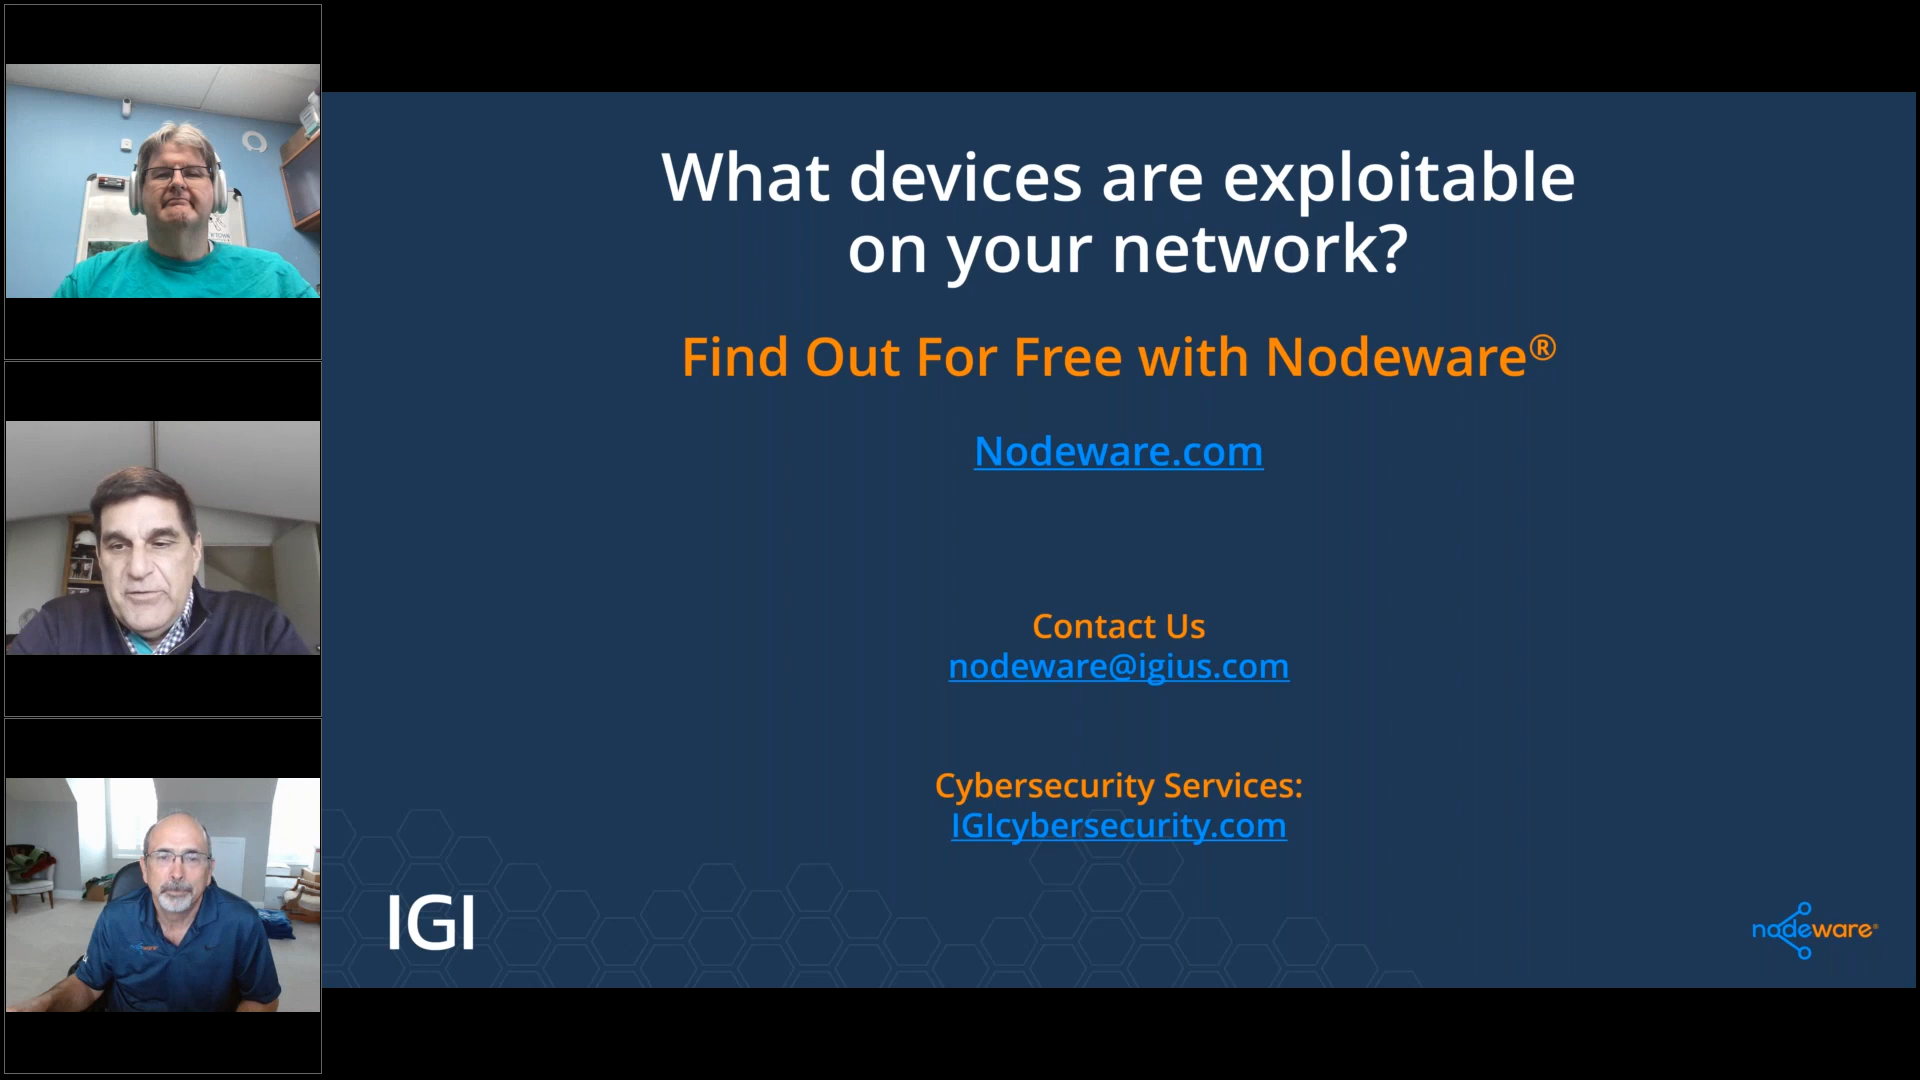 What devices are exploitable
on your network?
Find Out For Free with Nodeware®
Nodeware.com
Contact Us
nodeware@igius.com
Cybersecurity Services:
IGIcybersecurity.com
IGI
nodeware®